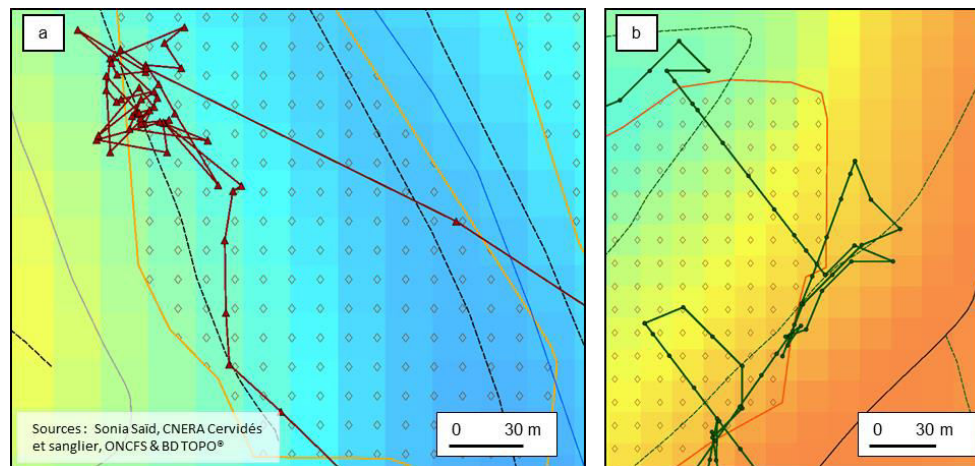 a
b
Sources : Sonia Saïd, CNERA Cervidés
et sanglier, ONCFS & BD TOPO®
0 30 m
0 30 m